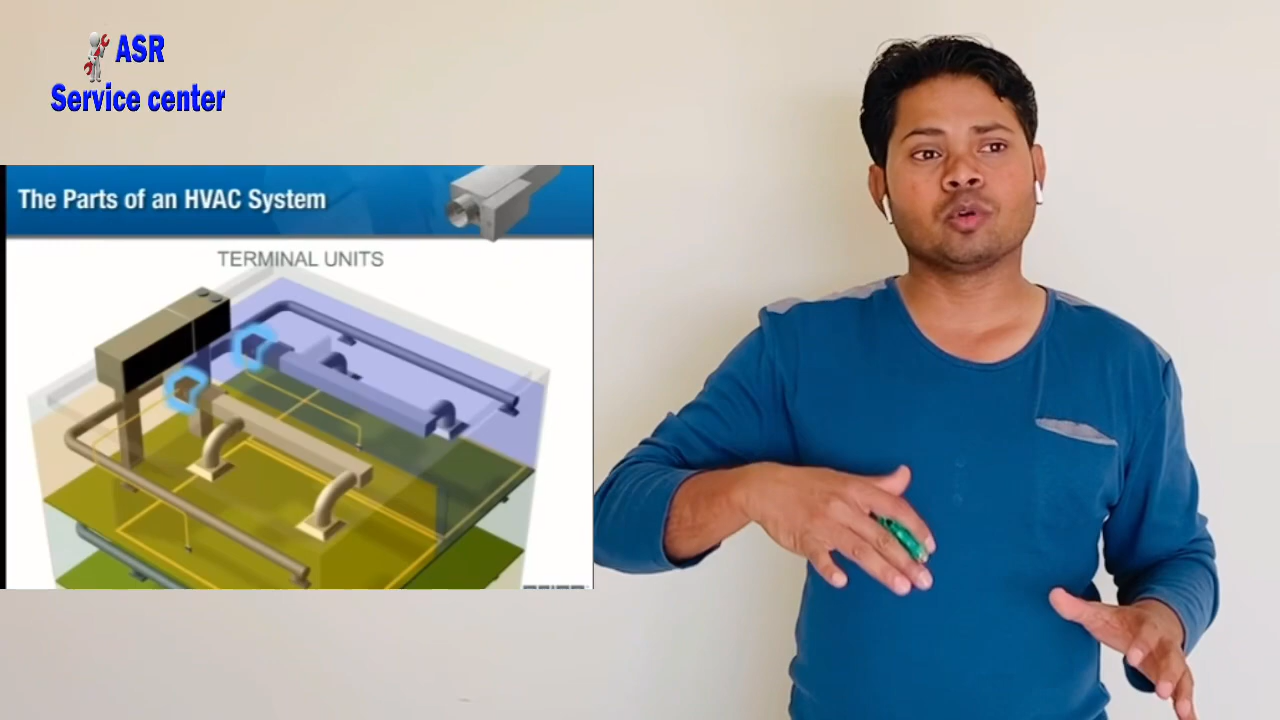 ASR
Service center
The Parts of an HVAC System
TERMINAL UNITS